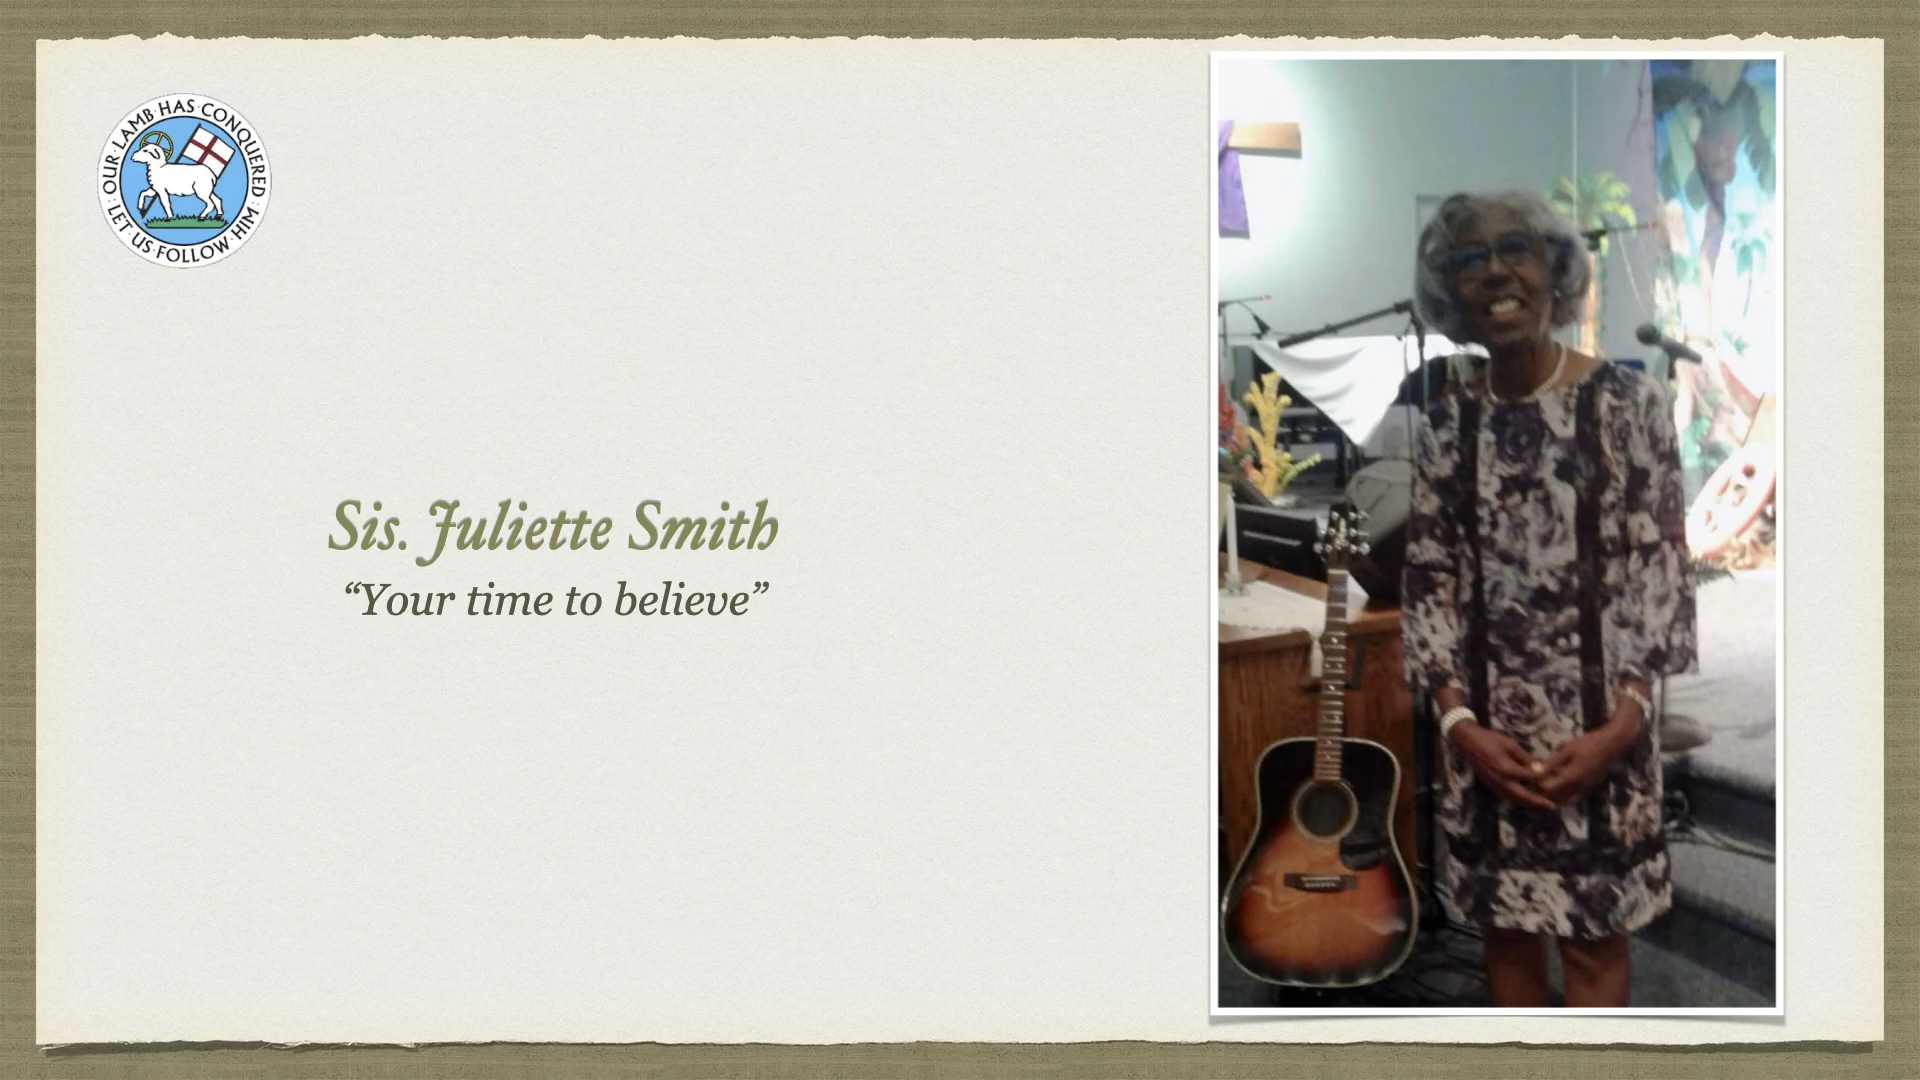 OUR LAMB HAS CONQUERED
LET US FOLLOW HIM
Sis. Juliette Smith
“Your time to believe”